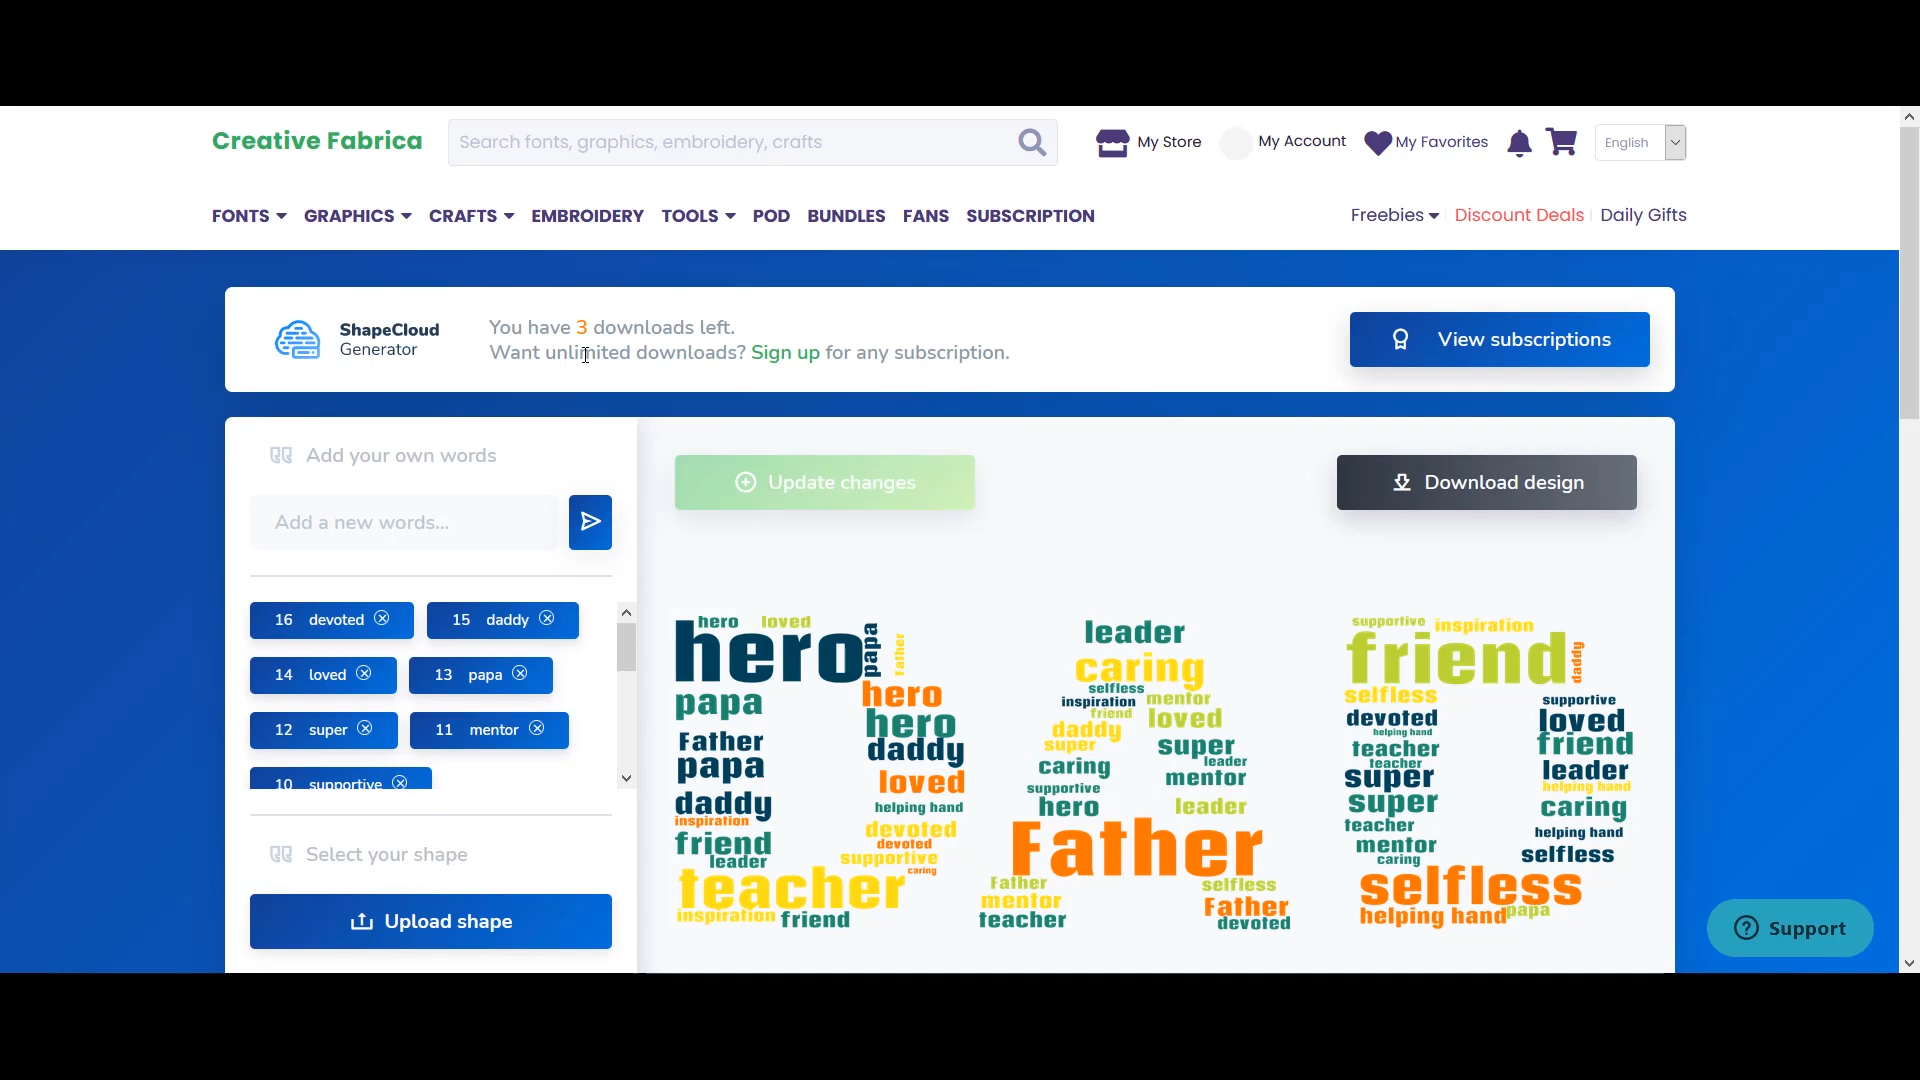 Creative Fabrica
Search fonts, graphics, embroidery, crafts
My Store
My Account
My Favorites
English
FONTS GRAPHICS CRAFTS EMBROIDERY TOOLS POD BUNDLES FANS SUBSCRIPTION
Freebies Discount Deals Daily Gifts
ShapeCloud
Generator
You have 3 downloads left.
Want unlimited downloads? Sign up for any subscription.
View subscriptions
Add your own words
Add a new words...
16 devoted
15 daddy
14 loved
13 papa
12 super
11 mentor
10 supportive
Select your shape
Upload shape
Update changes
Download design
hero loved
hero
papa
Father
papa
hero
hero
Father
daddy
papa
loved
daddy
helping hand
inspiration
devoted
friend
devoted
leader
supportive
caring
teacher
inspiration friend
leader
caring
selfless
inspiration mentor
friend
loved
daddy
super
super
leader
caring
mentor
supportive
hero
leader
Father
Father
selfless
mentor
Father
teacher
devoted
supportive inspiration
friend
daddy
selfless
supportive
devoted
loved
helping hand
friend
teacher
teacher
leader
super
helping hand
super
caring
teacher
helping hand
mentor
selfless
caring
selfless
helping hand papa
Support